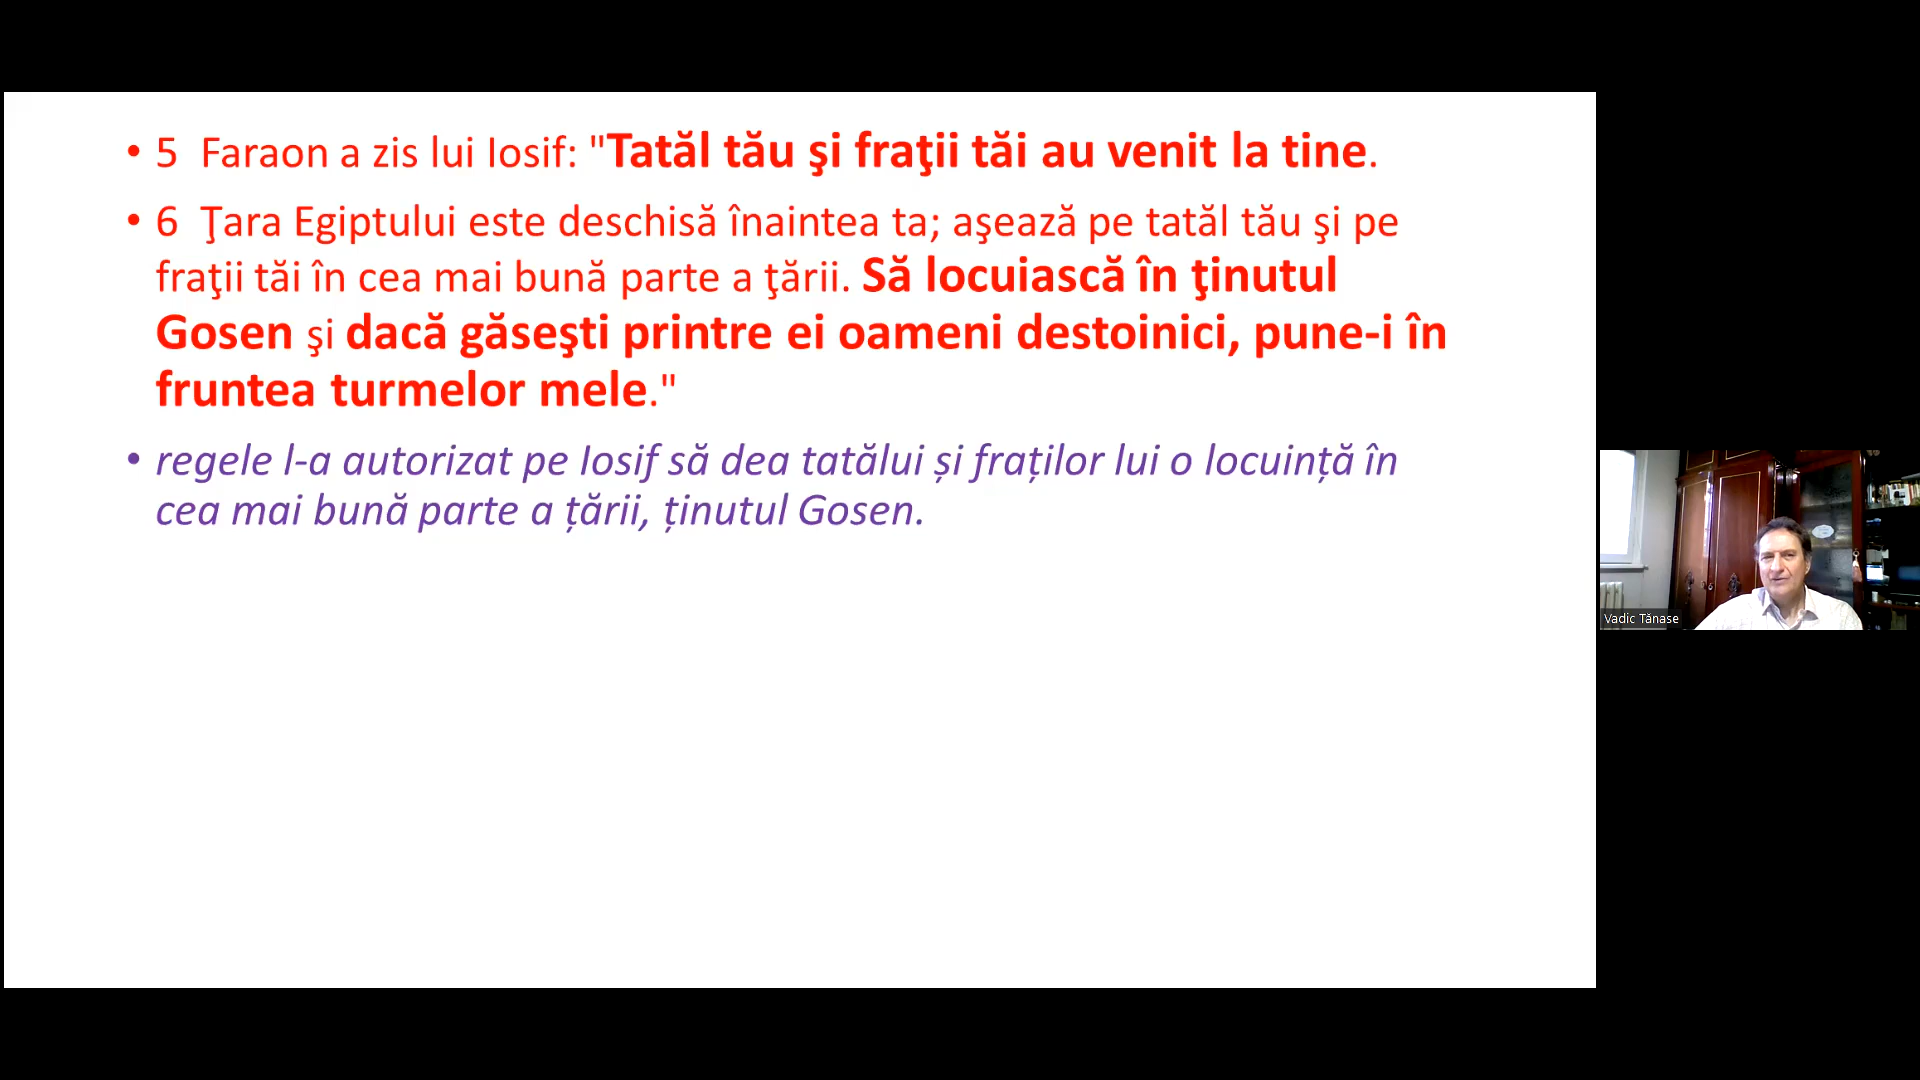 • 5  Faraon a zis lui Iosif: "Tatăl tău şi fraţii tăi au venit la tine.
• 6  Ţara Egiptului este deschisă înaintea ta; aşează pe tatăl tău şi pe
fraţii tăi în cea mai bună parte a ţării. Să locuiască în ţinutul
Gosen şi dacă găseşti printre ei oameni destoinici, pune-i în
fruntea turmelor mele."
• regele l-a autorizat pe Iosif să dea tatălui și fraților lui o locuință în
cea mai bună parte a țării, ținutul Gosen.
Vadic Tănase